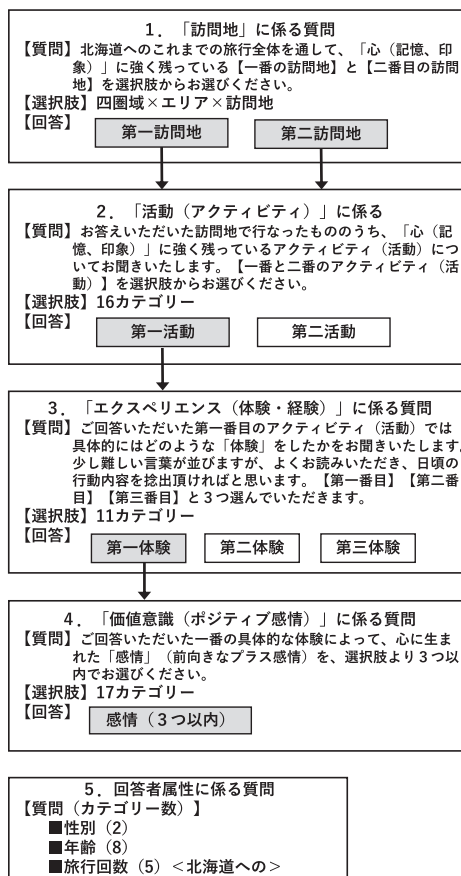 １．「訪問地」に係る質問
【質問】北海道へのこれまでの旅行全体を通して、「心（記憶、印
象）」に強く残っている【一番の訪問地】と【二番目の訪問
地】を選択肢からお選びください。
【選択肢】四圏域×エリア×訪問地
【回答】
第一訪問地 第二訪問地
２．「活動（アクティビティ）」に係る
【質問】お答えいただいた訪問地で行なったもののうち、「心（記
憶、印象）」に強く残っているアクティビティ（活動）につ
いてお聞きいたします。【一番と二番のアクティビティ（活
動）】を選択肢からお選びください。
【選択肢】16カテゴリー
【回答】
第一活動 第二活動
３．「エクスペリエンス（体験・経験）」に係る質問
【質問】ご回答いただいた第一番目のアクティビティ（活動）では
具体的にはどのような「体験」をしたかをお聞きいたします。
少し難しい言葉が並びますが、よくお読みいただき、日頃の
行動内容を捻出頂ければと思います。【第一番目】【第二番
目】【第三番目】と３つ選んでいただきます。
【選択肢】11カテゴリー
【回答】
第一体験 第二体験 第三体験
４．「価値意識（ポジティブ感情）」に係る質問
【質問】ご回答いただいた一番の具体的な体験によって、心に生ま
れた「感情」（前向きなプラス感情）を、選択肢より３つ以
内でお選びください。
【選択肢】17カテゴリー
【回答】
感情（３つ以内）
５．回答者属性に係る質問
【質問（カテゴリー数）】
■性別（2）
■年齢（8）
■旅行回数（5）＜北海道への＞